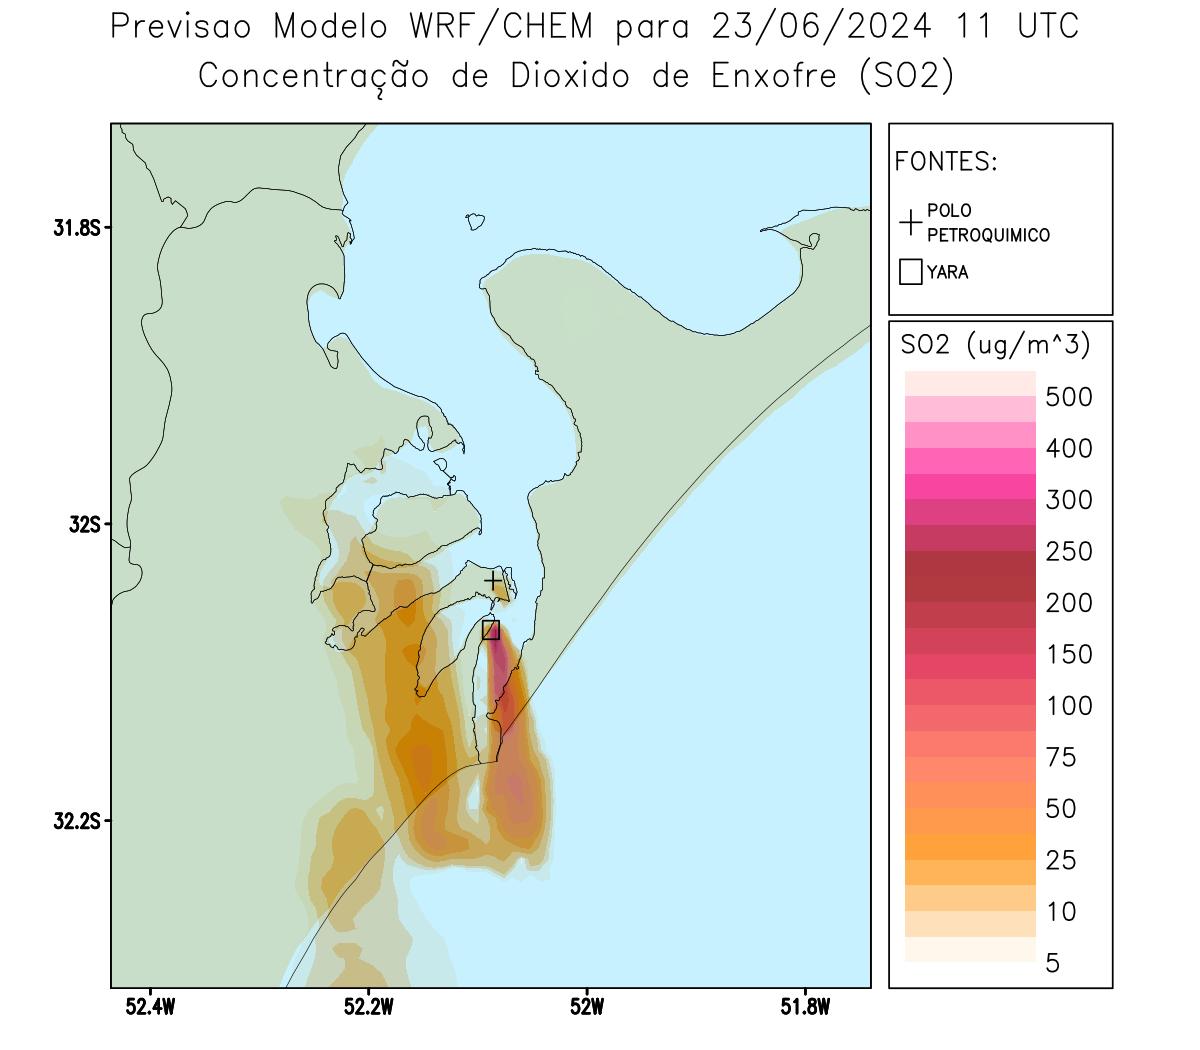 Previsao Modelo WRF/CHEM para 23/06/2024 11 UTC
Concentração de Dioxido de Enxofre (SO2)
FONTES:
POLO
PETROQUIMICO
YARA
SO2 (ug/m^3)
500
400
300
250
200
150
100
75
50
25
10
5
31.8S
32S
32.2S
52.4W
52.2W
52W
51.8W